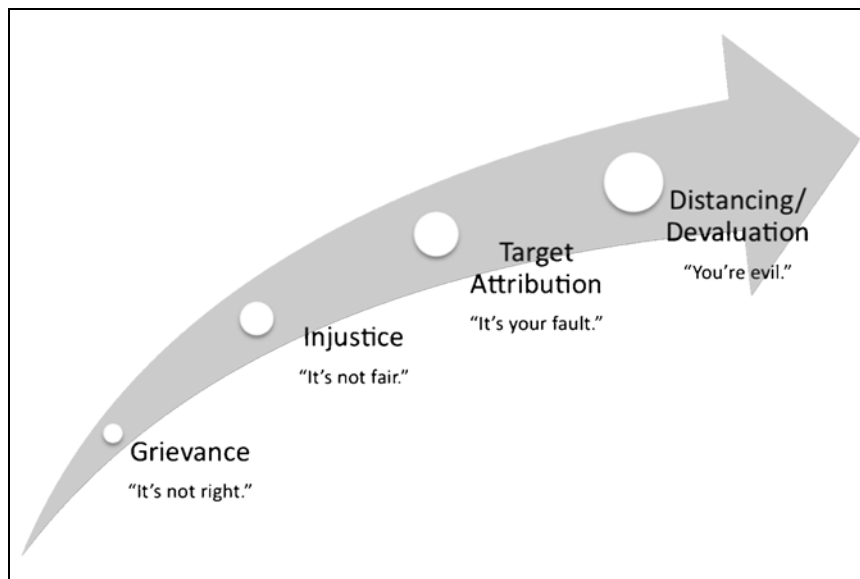 Grievance
“It’s not right.”
Injustice
“It’s not fair.”
Target
Attribution
“It’s your fault.”
Distancing/
Devaluation
“You’re evil.”